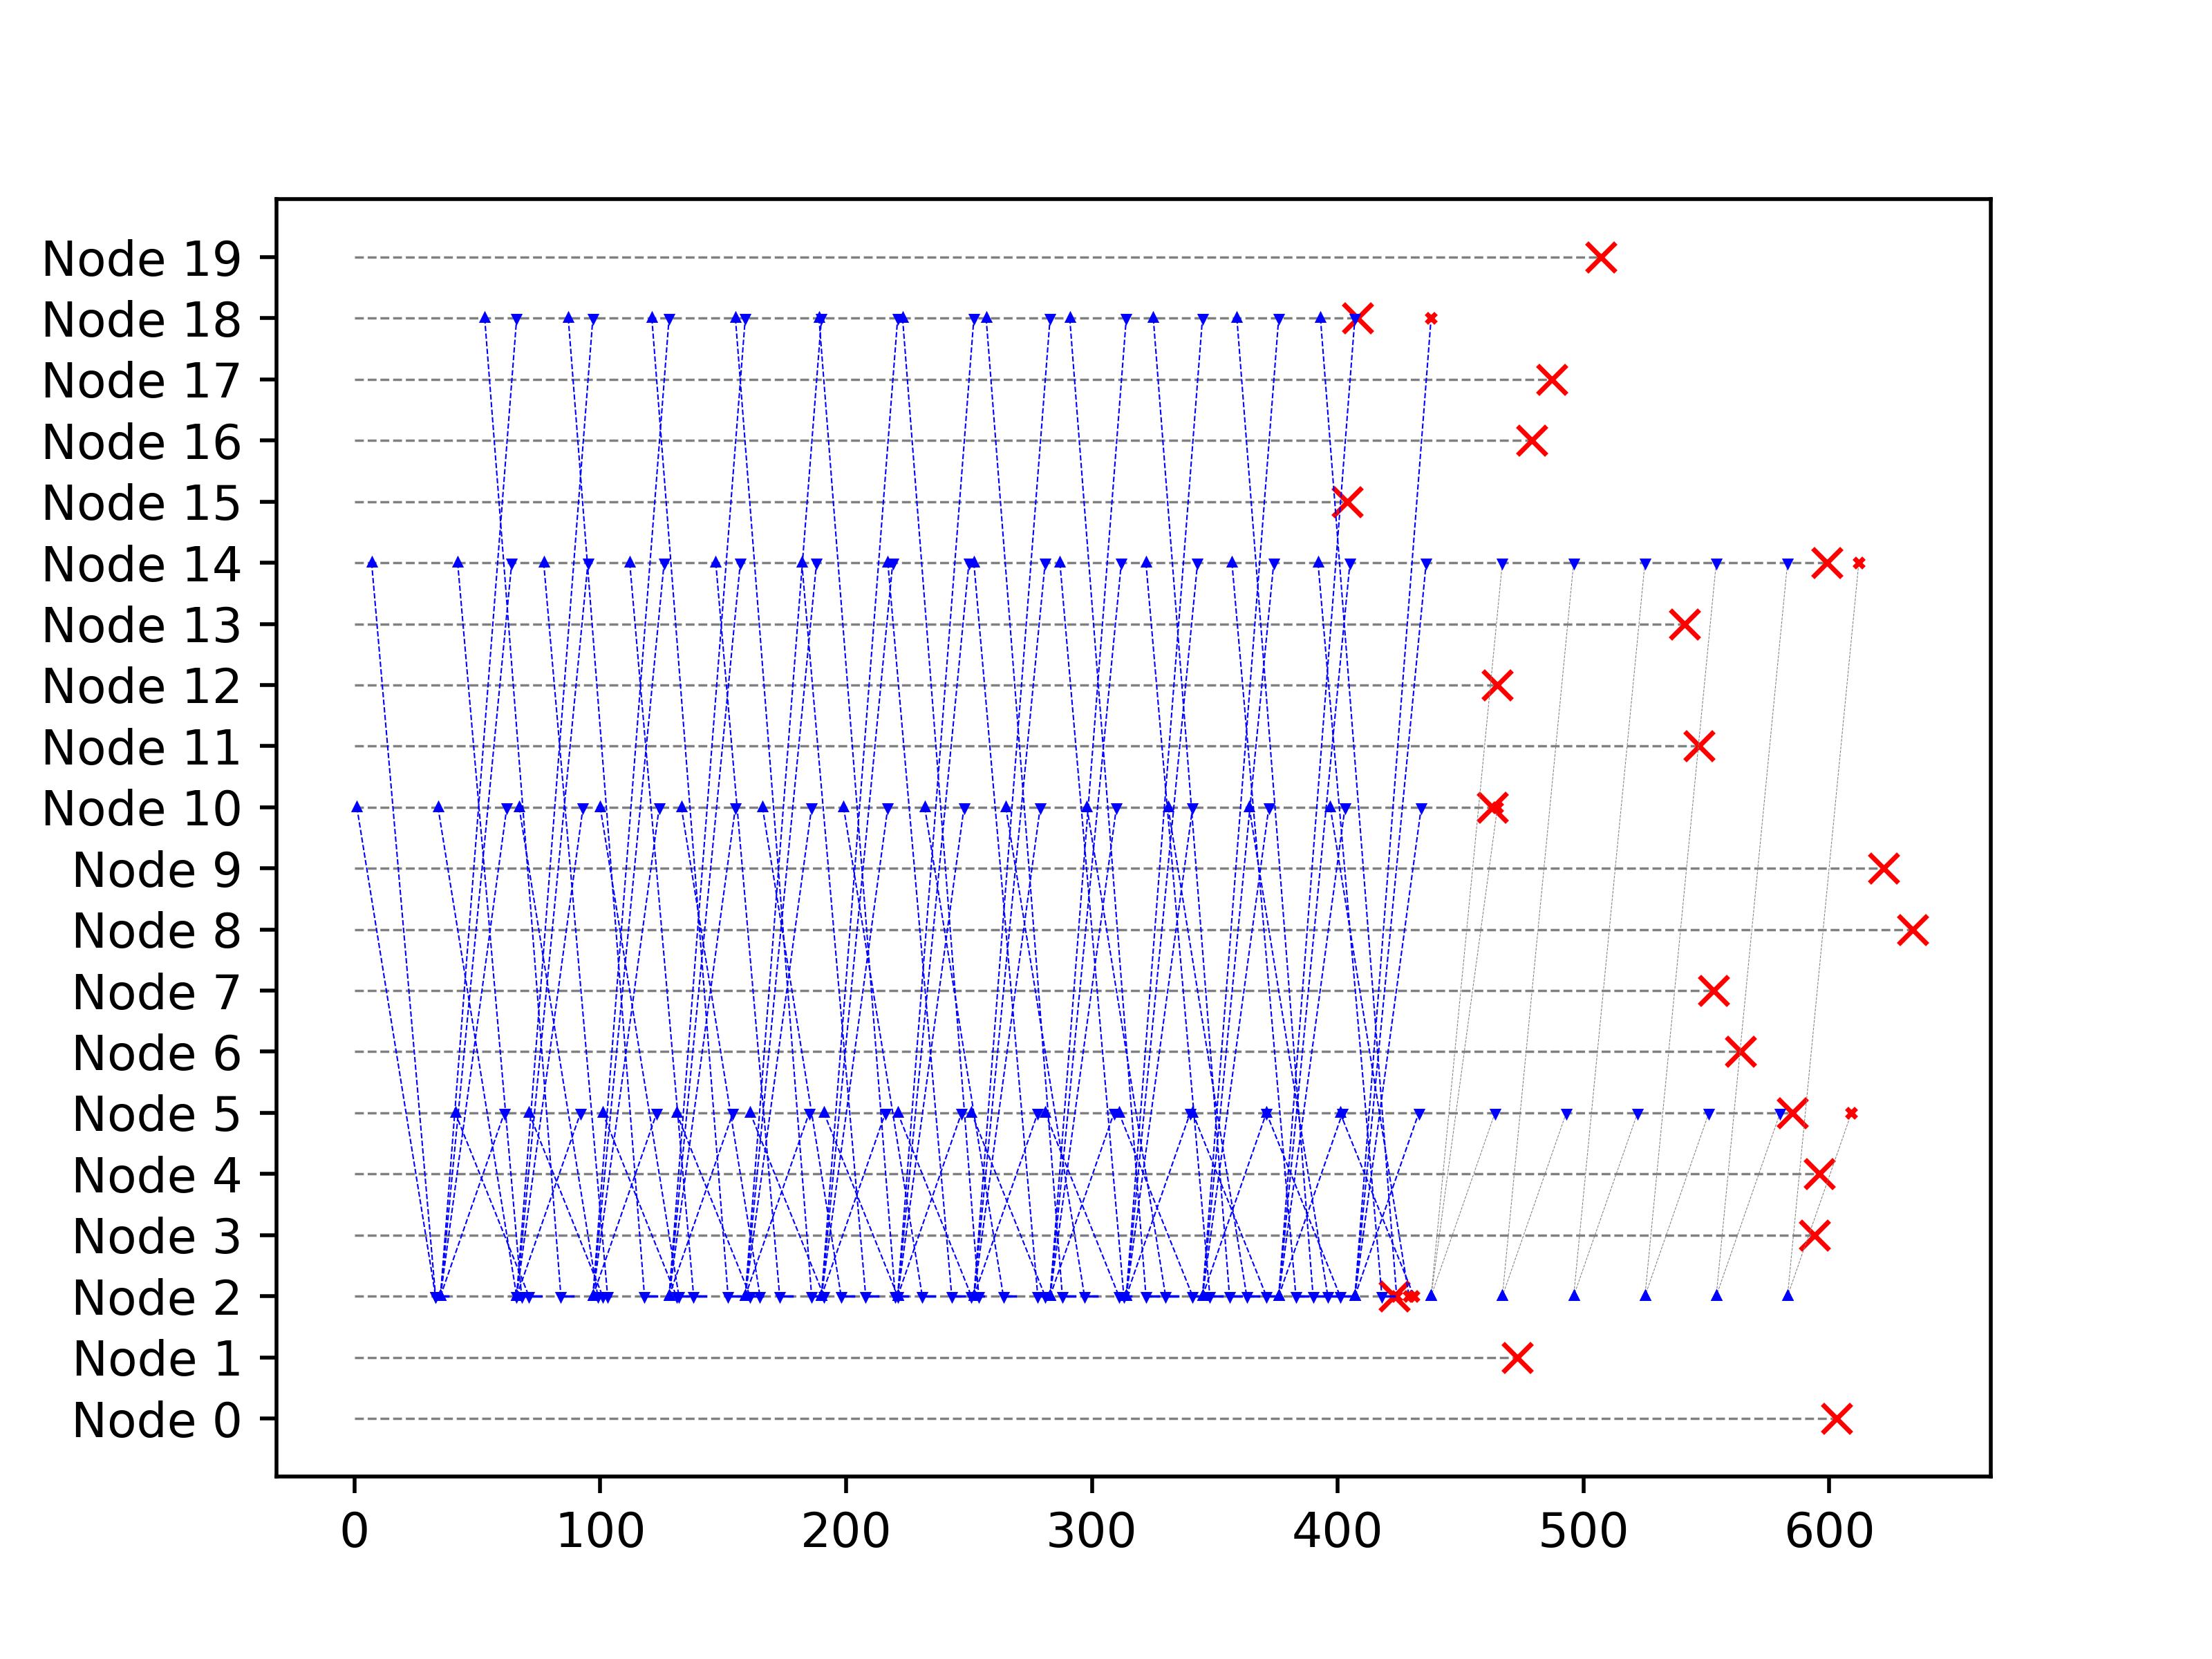 Node 19
Node 18
Node 17
Node 16
Node 15
Node 14
Node 13
Node 12
Node 11
Node 10
Node 9
Node 8
Node 7
Node 6
Node 5
Node 4
Node 3
Node 2
Node 1
Node 0
0 100 200 300 400 500 600